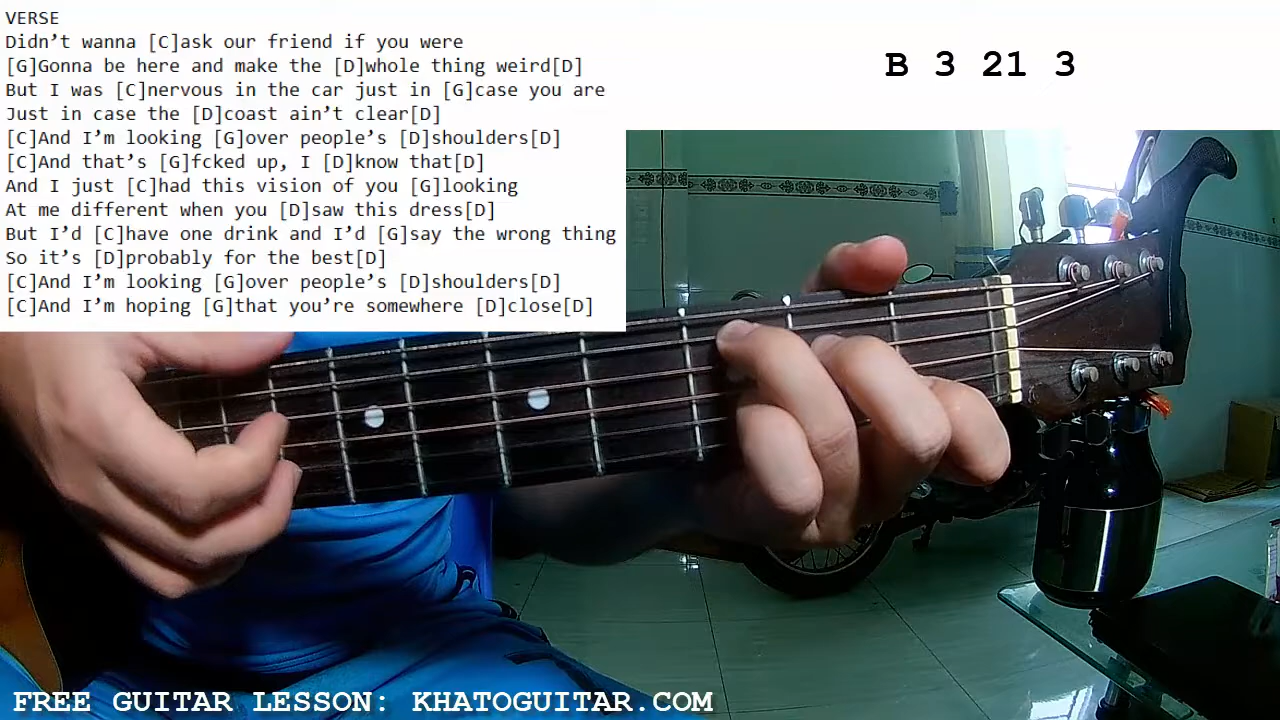 VERSE
Didn’t wanna [C]ask our friend if you were
[G]Gonna be here and make the [D]whole thing weird[D]
But I was [C]nervous in the car just in [G]case you are
Just in case the [D]coast ain’t clear[D]
[C]And I’m looking [G]over people’s [D]shoulders[D]
[C]And that’s [G]fcked up, I [D]know that[D]
And I just [C]had this vision of you [G]looking
At me different when you [D]saw this dress[D]
But I’d [C]have one drink and I’d [G]say the wrong thing
So it’s [D]probably for the best[D]
[C]And I’m looking [G]over people’s [D]shoulders[D]
[C]And I’m hoping [G]that you’re somewhere [D]close[D]
B 3 21 3
FREE GUITAR LESSON: KHATOGUITAR.COM